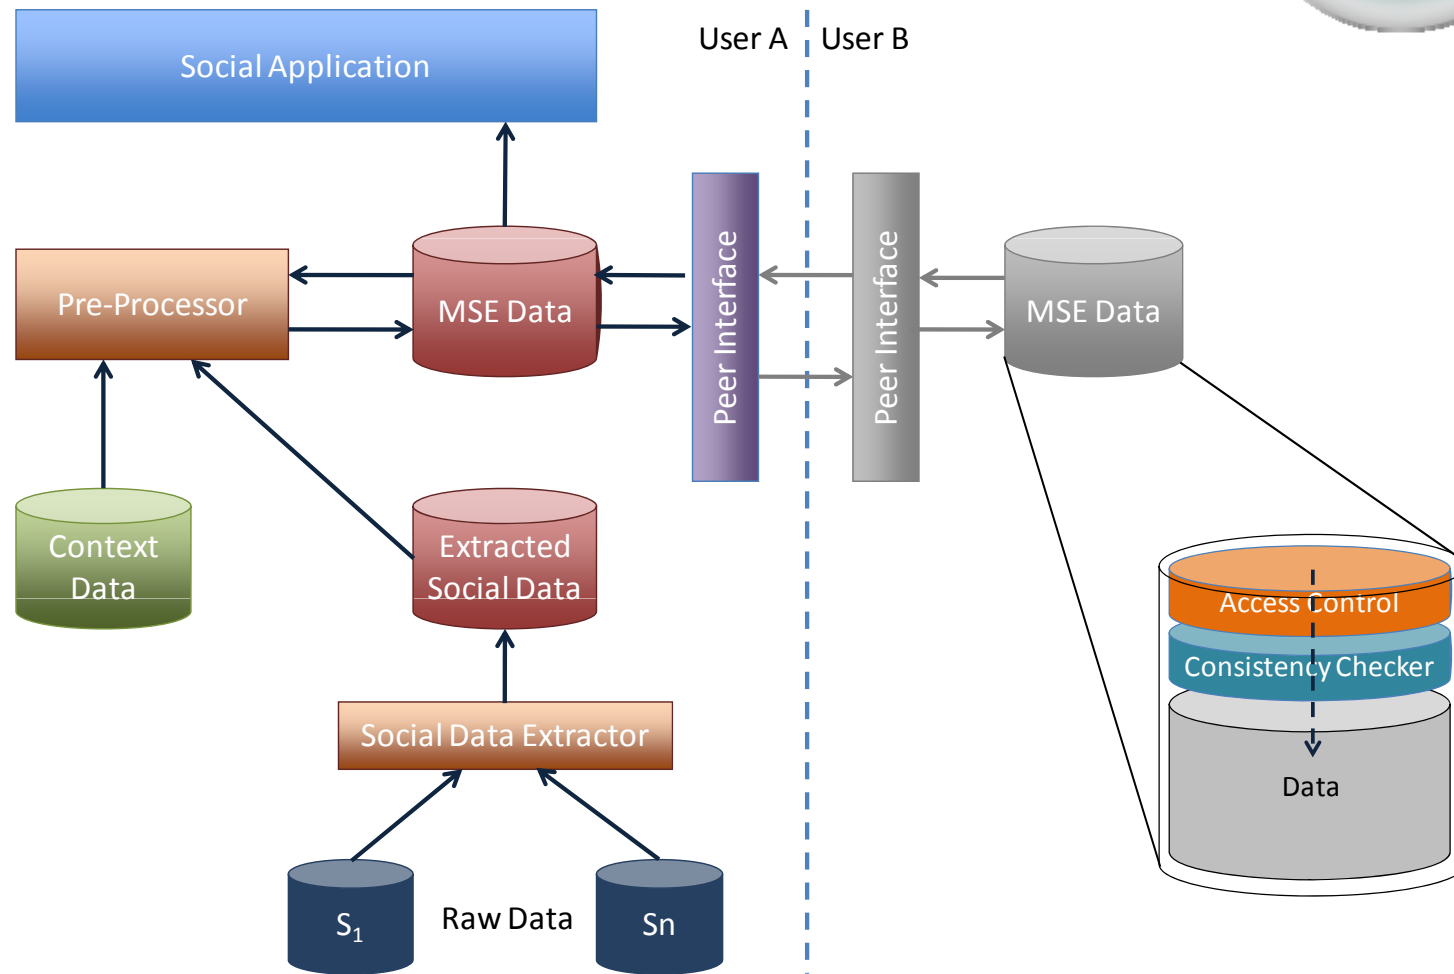 User A
User B
Social Application
Pre-Processor
MSE Data
Peer Interface
Peer Interface
MSE Data
Context
Data
Extracted
Social Data
Access Control
Consistency Checker
Data
Social Data Extractor
S₁
Raw Data
Sn